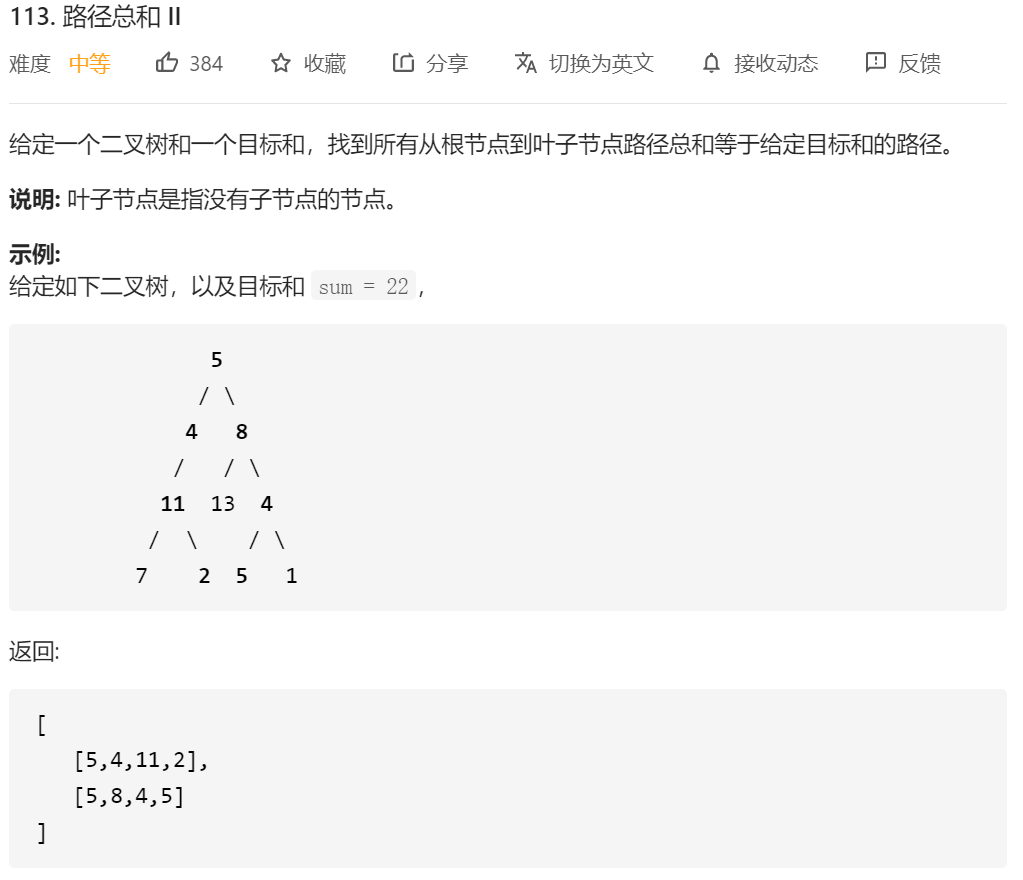 113. 路径总和 II
难度 中等 384 收藏 分享 切换为英文 接收动态 反馈
给定一个二叉树和一个目标和，找到所有从根节点到叶子节点路径总和等于给定目标和的路径。
说明: 叶子节点是指没有子节点的节点。
示例:
给定如下二叉树，以及目标和 sum = 22，
5
/ \
4 8
/ / \
11 13 4
/ \ / \
7 2 5 1
返回:
[
[5,4,11,2],
[5,8,4,5]
]